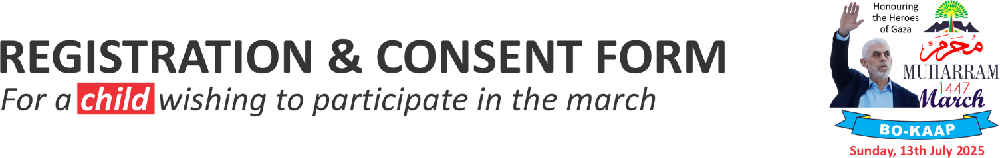 REGISTRATION & CONSENT FORM
For a child wishing to participate in the march
Honouring
the Heroes
of Gaza
مُحَرَّم
MUHARRAM
1447
March
BO-KAAP
Sunday, 13th July 2025